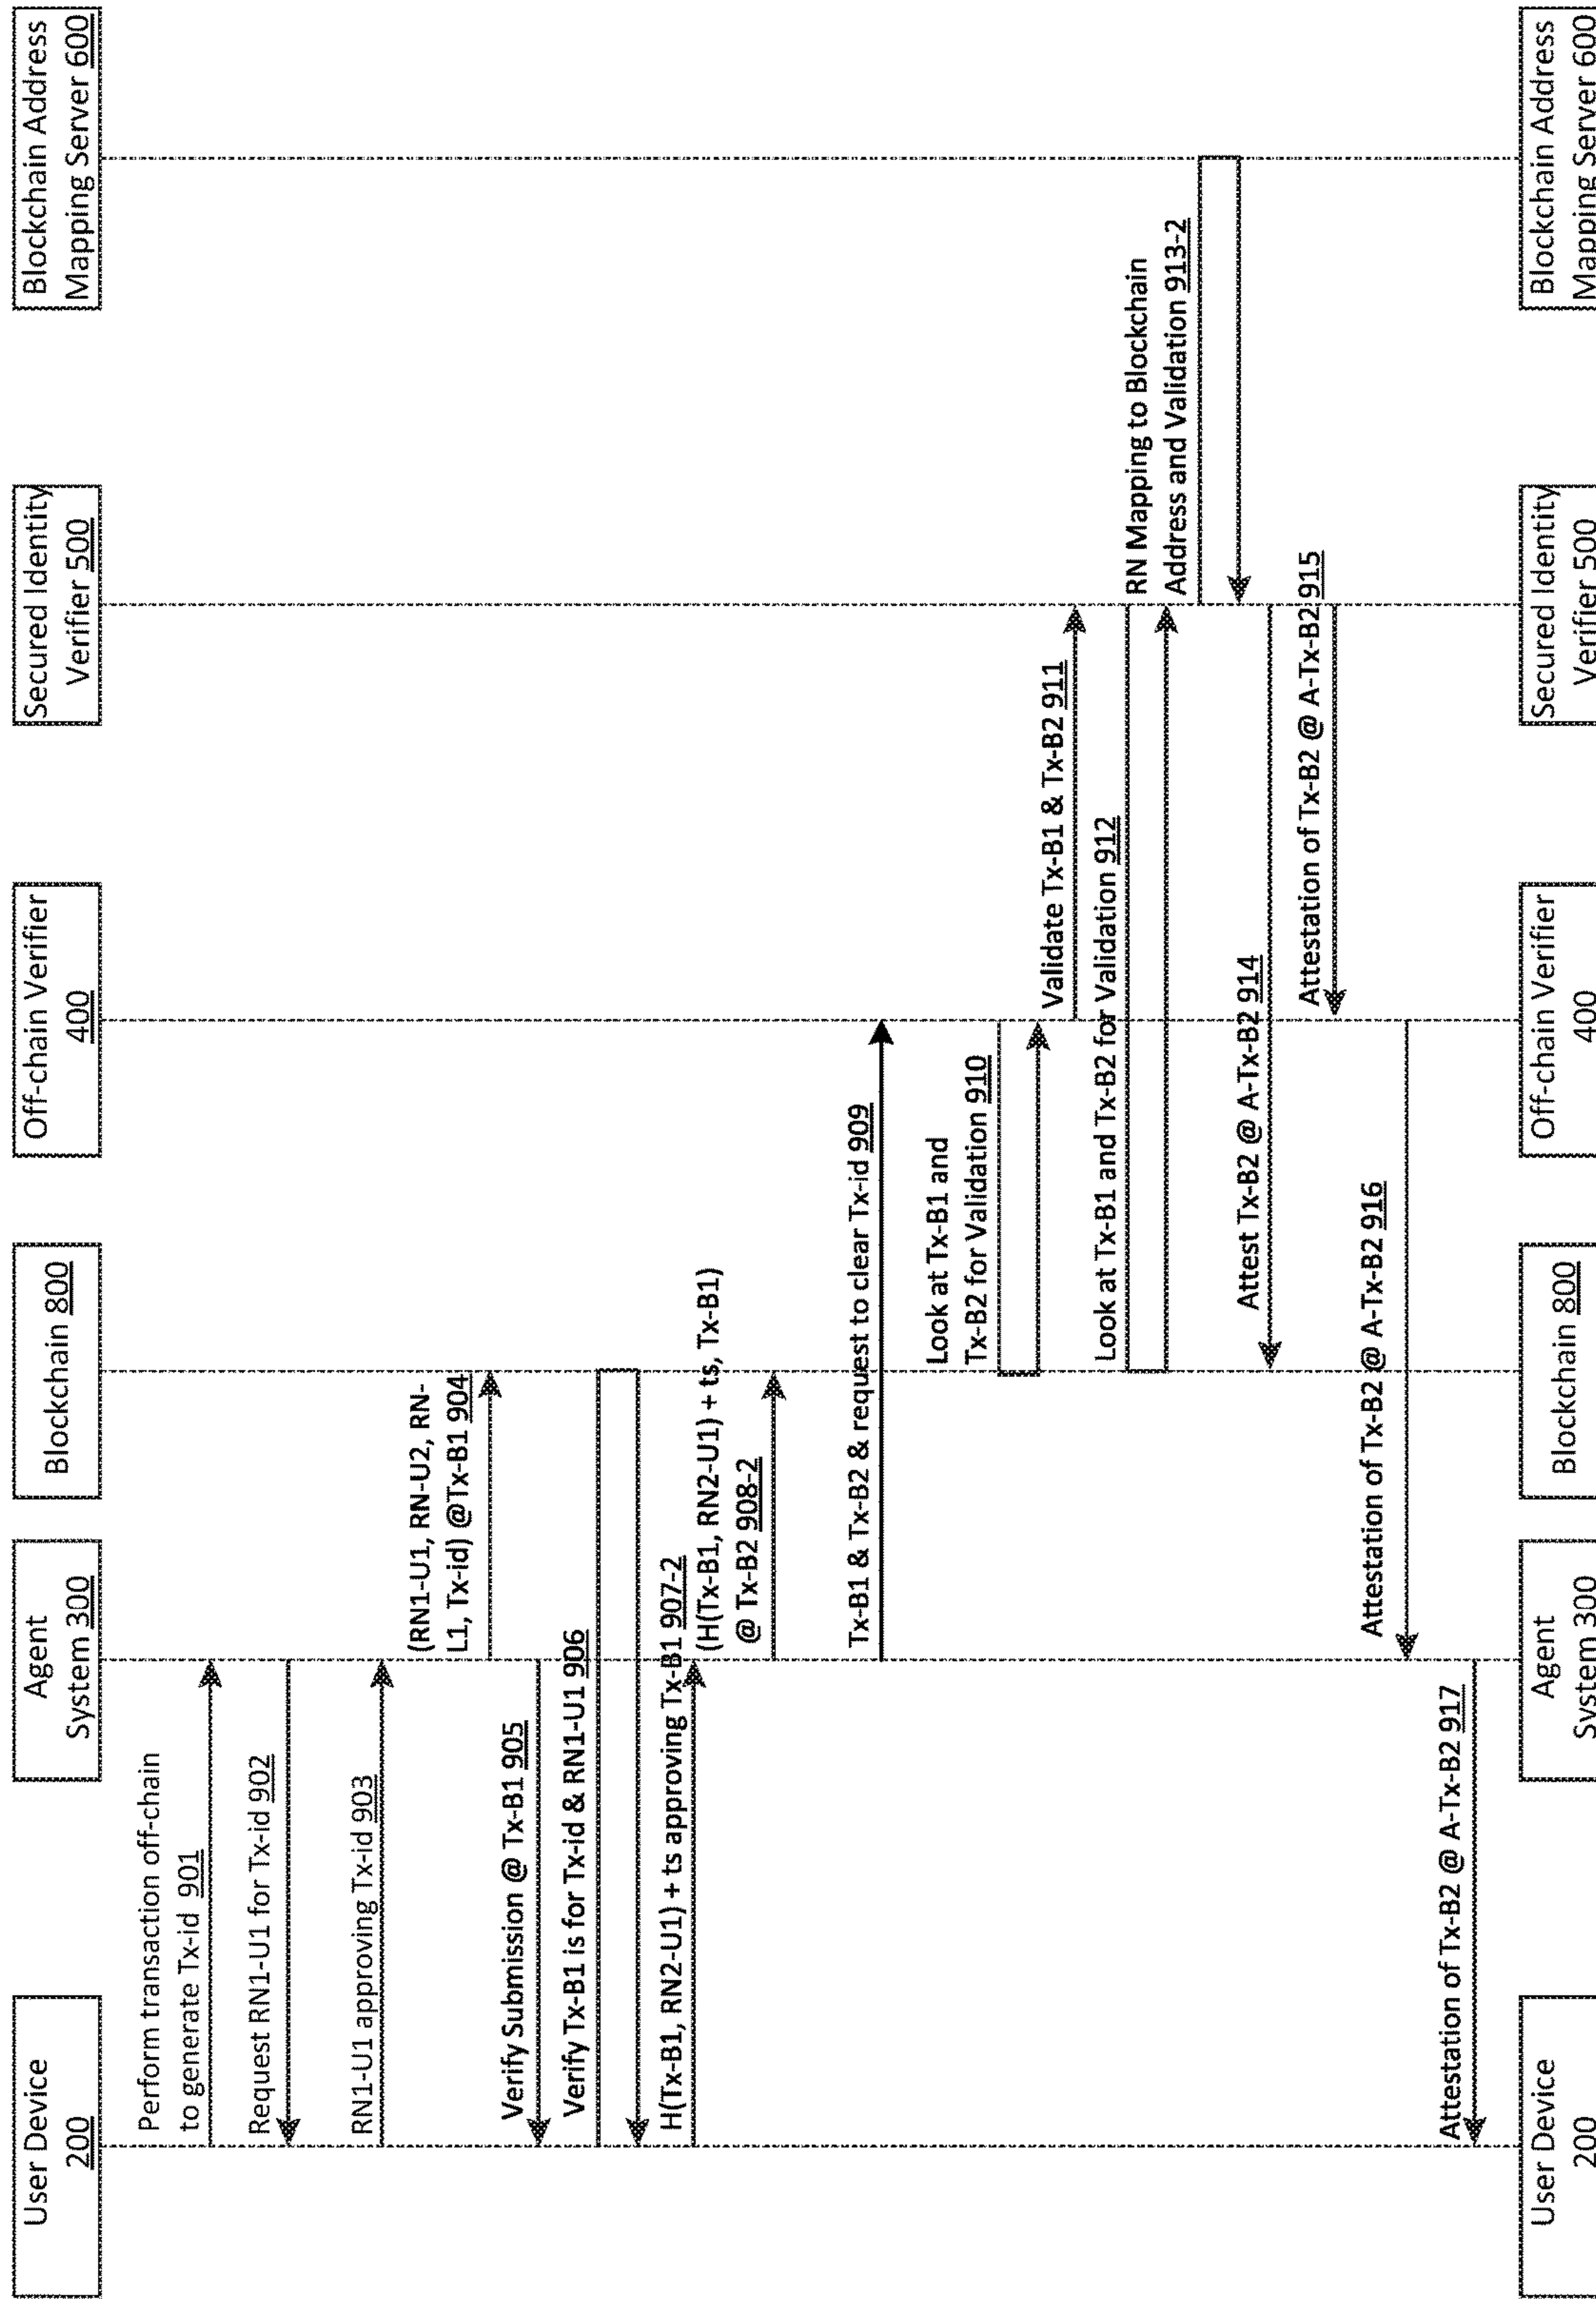 User Device
200
Agent
System 300
Blockchain 800
Off-chain Verifier
400
Secured Identity
Verifier 500
Blockchain Address
Mapping Server 600
Perform transaction off-chain
to generate Tx-id 901
Request RN1-U1 for Tx-id 902
RN1-U1 approving Tx-id 903
(RN1-U1, RN-U2, RN-
L1, Tx-id) @Tx-B1 904
Verify Submission @ Tx-B1 905
Verify Tx-B1 is for Tx-id & RN1-U1 906
H(Tx-B1, RN2-U1) + ts approving Tx-B1 907-2
(H(Tx-B1, RN2-U1) + ts, Tx-B1)
@ Tx-B2 908-2
Tx-B1 & Tx-B2 & request to clear Tx-id 909
Look at Tx-B1 and
Tx-B2 for Validation 910
Validate Tx-B1 & Tx-B2 911
Look at Tx-B1 and Tx-B2 for Validation 912
RN Mapping to Blockchain
Address and Validation 913-2
Attest Tx-B2 @ A-Tx-B2 914
Attestation of Tx-B2 @ A-Tx-B2 915
Attestation of Tx-B2 @ A-Tx-B2 916
Attestation of Tx-B2 @ A-Tx-B2 917
User Device
200
Agent
System 300
Blockchain 800
Off-chain Verifier
400
Secured Identity
Verifier 500
Blockchain Address
Mapping Server 600